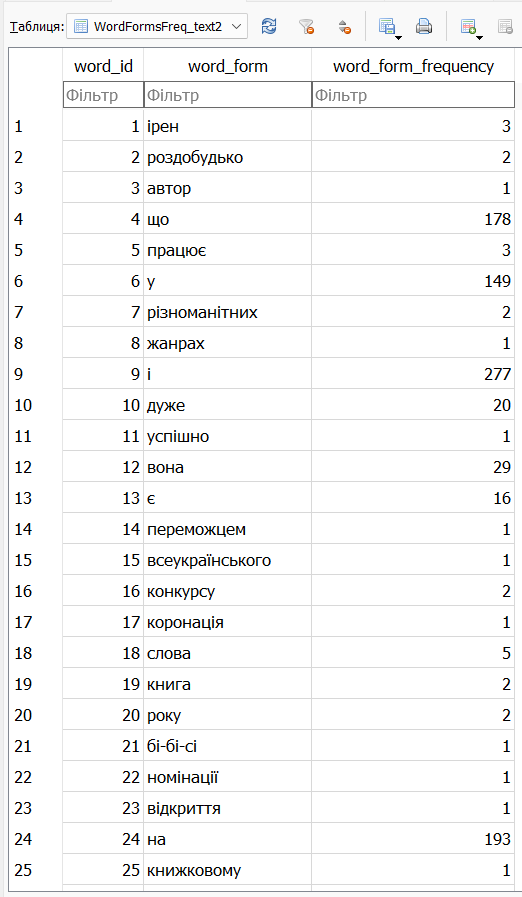 Таблиця: WordFormsFreq_text2
word_id word_form word_form_frequency
Фільтр Фільтр Фільтр
1 1 ірен 3
2 2 роздобудько 2
3 3 автор 1
4 4 що 178
5 5 працює 3
6 6 у 149
7 7 різноманітних 2
8 8 жанрах 1
9 9 і 277
10 10 дуже 20
11 11 успішно 1
12 12 вона 29
13 13 є 16
14 14 переможцем 1
15 15 всеукраїнського 1
16 16 конкурсу 2
17 17 коронація 1
18 18 слова 5
19 19 книга 2
20 20 року 2
21 21 бі-бі-сі 1
22 22 номінації 1
23 23 відкриття 1
24 24 на 193
25 25 книжковому 1